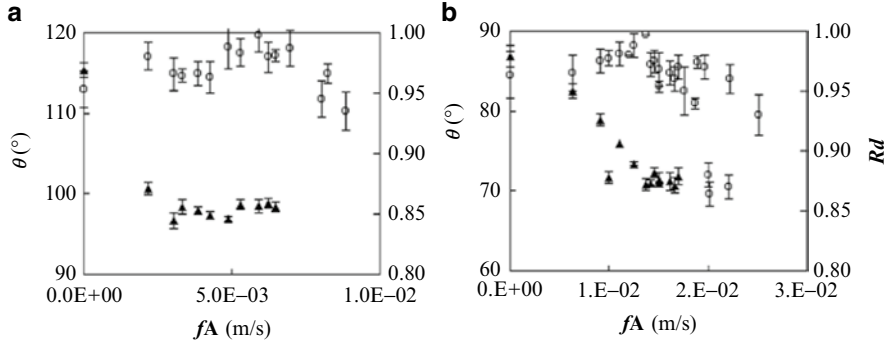 a
120
110
100
90
θ (°)
1.00
0.95
0.90
0.85
0.80
0.0E+00
5.0E–03
1.0E–02
fA (m/s)
b
90
80
70
60
θ (°)
1.00
0.95
0.90
0.85
0.80
Rd
0.E+00
1.E–02
2.E–02
3.E–02
fA (m/s)